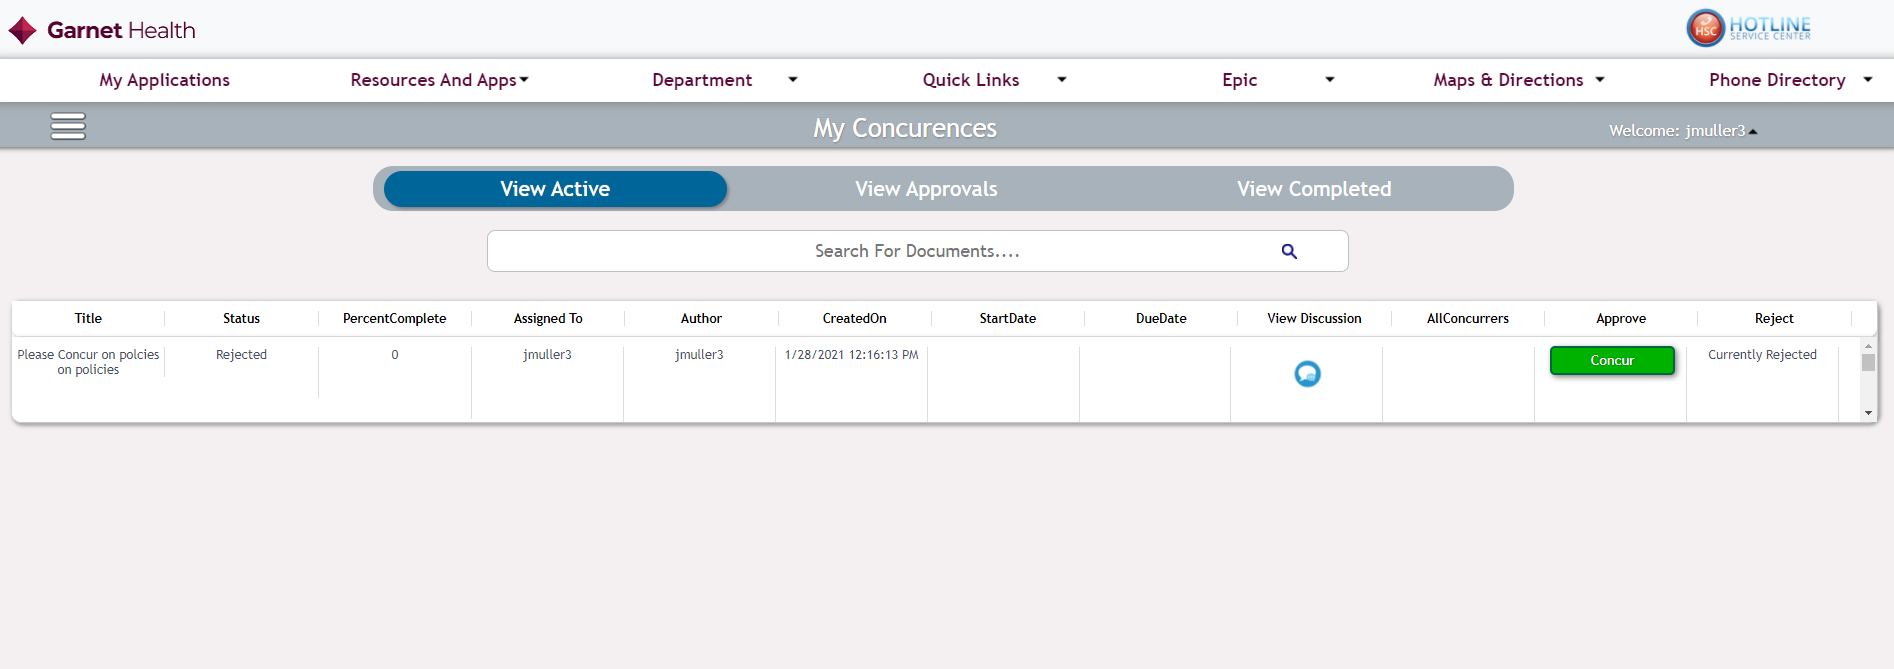 Garnet Health
HSC HOTLINE
SERVICE CENTER
My Applications Resources And Apps Department Quick Links Epic Maps & Directions Phone Directory
My Concurences
Welcome: jmuller3
View Active View Approvals View Completed
Search For Documents....
Title Status PercentComplete Assigned To Author CreatedOn StartDate DueDate View Discussion AllConcurrers Approve Reject
Please Concur on polcies Rejected 0 jmuller3 jmuller3 1/28/2021 12:16:13 PM Concur Currently Rejected
on policies